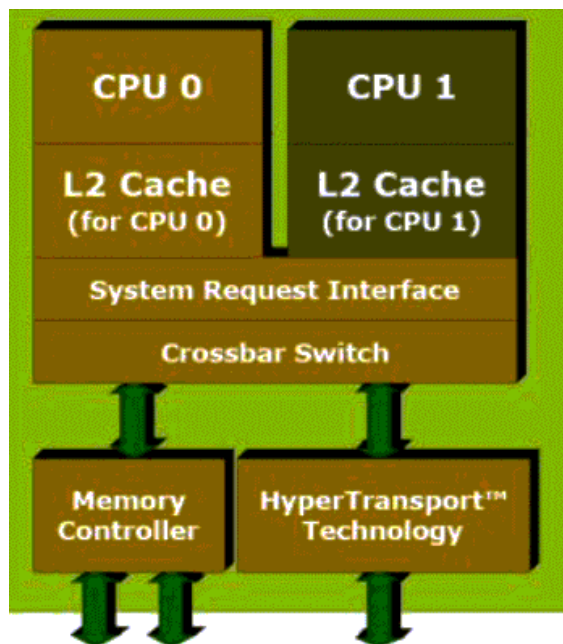 CPU 0
CPU 1
L2 Cache
(for CPU 0)
L2 Cache
(for CPU 1)
System Request Interface
Crossbar Switch
Memory
Controller
HyperTransport™
Technology